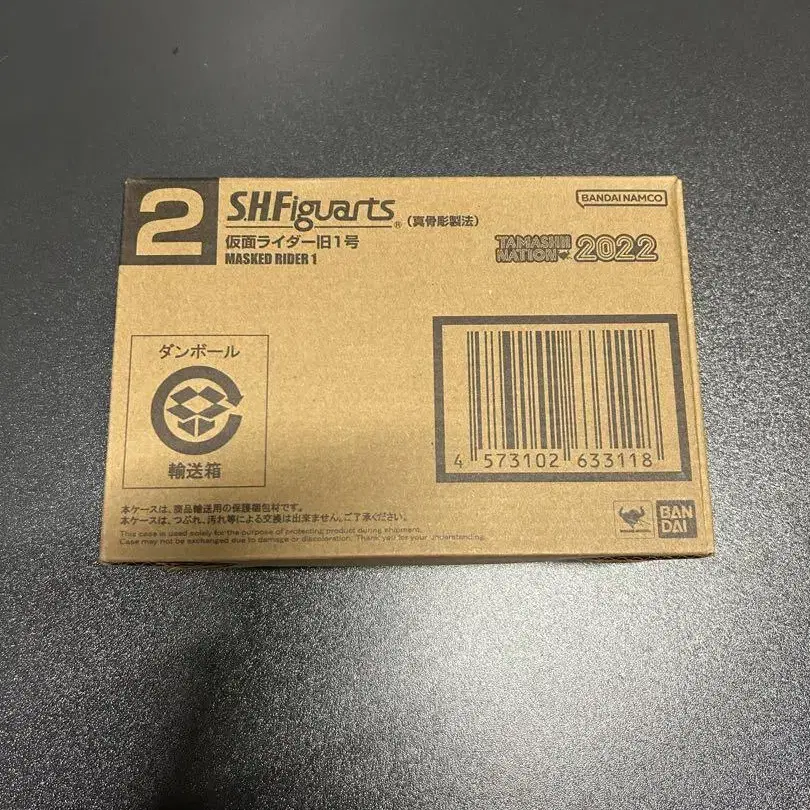 2
S.H.Figuarts® (真骨彫製法)
仮面ライダー旧1号
MASKED RIDER 1
BANDAI NAMCO
TAMASHII NATION 2022
ダンボール
輸送箱
4 573102 633118
本ケースは、商品輸送用の保護梱包材です。
本ケースは、つぶれ、汚れ等による交換は出来ません。ご了承ください。
This case is used solely for the purpose of protecting product during shipment.
Case may not be exchanged due to damage or discoloration. Thank you for your understanding.
BAN
DAI